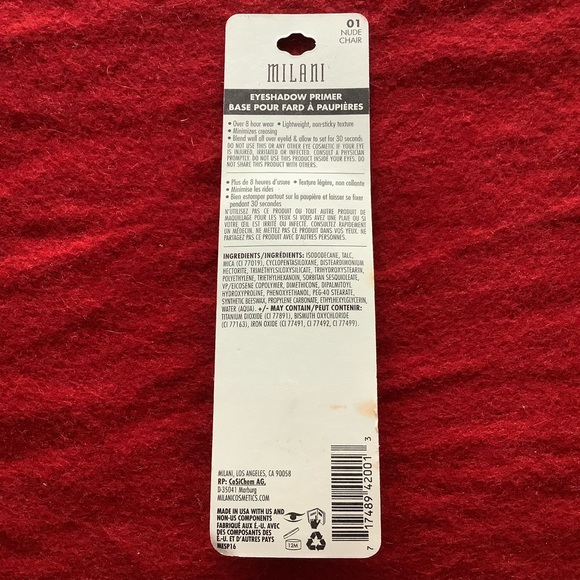 01
NUDE
CHAIR
MILANI
EYESHADOW PRIMER
BASE POUR FARD À PAUPIÈRES
• Over 8 hour wear • Lightweight, non-sticky texture
• Minimizes creasing
• Blend well all over eyelid & allow to set for 30 seconds
DO NOT USE THIS OR ANY OTHER EYE COSMETIC IF YOUR EYE
IS INJURED, IRRITATED OR INFECTED. CONSULT A PHYSICIAN
PROMPTLY. DO NOT USE THIS PRODUCT INSIDE YOUR EYES. DO
NOT SHARE THIS PRODUCT WITH OTHERS.
• Plus de 8 heures d'usure • Texture légère, non collante
• Minimise les rides
• Bien estomper partout sur la paupière et laisser se fixer
pendant 30 secondes
N'UTILISEZ PAS CE PRODUIT OU TOUT AUTRE PRODUIT DE
MAQUILLAGE POUR LES YEUX SI VOUS AVEZ UNE PLAIE OU SI
VOTRE ŒIL EST IRRITÉ OU INFECTÉ. CONSULTEZ RAPIDEMENT
UN MÉDECIN. NE METTEZ PAS CE PRODUIT DANS VOS YEUX. NE
PARTAGEZ PAS CE PRODUIT AVEC D'AUTRES PERSONNES.
INGREDIENTS/INGRÉDIENTS: ISODODECANE, TALC,
MICA (CI 77019), CYCLOPENTASILOXANE, DISTEARDIMONIUM
HECTORITE, TRIMETHYLSILOXYSILICATE, TRIHYDROXYSTEARIN,
POLYETHYLENE, TRIETHYLHEXANOIN, SORBITAN SESQUIOLEATE,
VP/EICOSENE COPOLYMER, DIMETHICONE, DIPALMITOYL
HYDROXYPROLINE, PHENOXYETHANOL, PEG-40 STEARATE,
SYNTHETIC BEESWAX, PROPYLENE CARBONATE, ETHYLHEXYLGLYCERIN,
WATER (AQUA). +/- MAY CONTAIN/PEUT CONTENIR:
TITANIUM DIOXIDE (CI 77891), BISMUTH OXYCHLORIDE
(CI 77163), IRON OXIDE (CI 77491, CI 77492, CI 77499).
MILANI, LOS ANGELES, CA 90058
RP: CoSiChem AG.
D-35041 Marburg
MILANICOSMETICS.COM
MADE IN USA WITH US AND
NON-US COMPONENTS
FABRIQUÉ AUX É.-U. AVEC
DES COMPOSANTS DES
É.-U. ET D'AUTRES PAYS
MESP16
12M
7 17489 42001 3